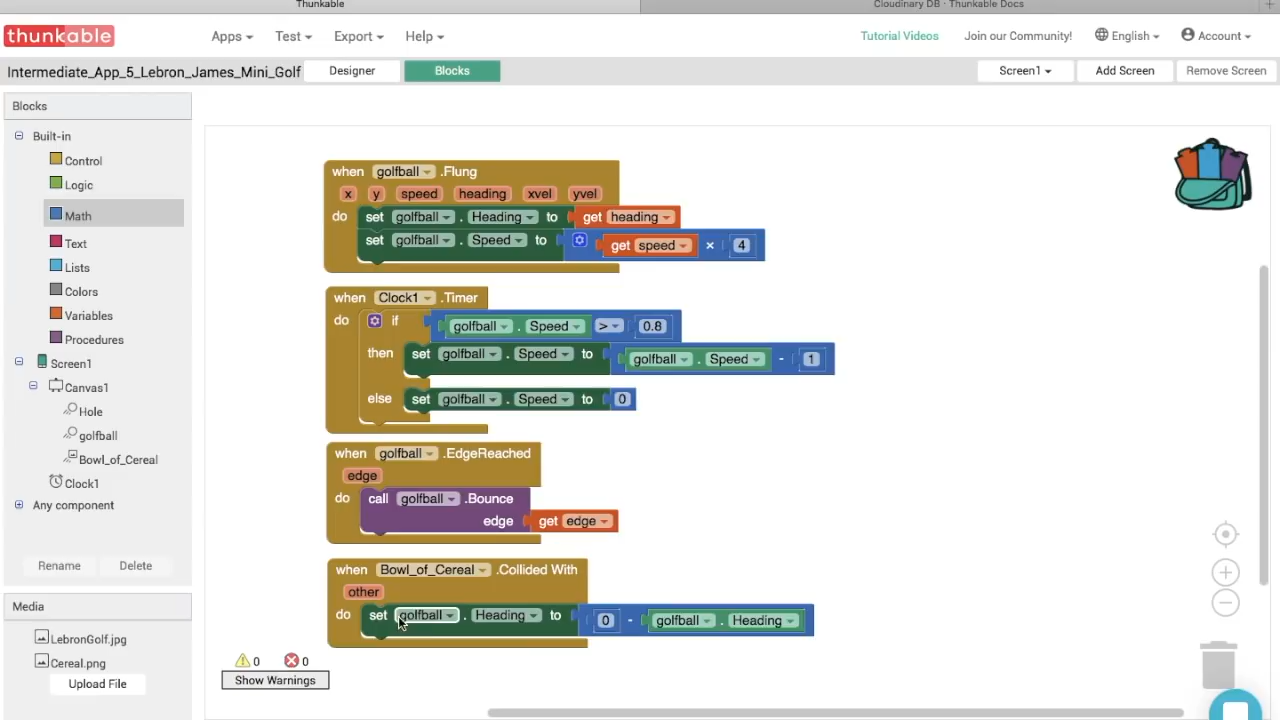 Thunkable
Cloudinary DB - Thunkable Docs
thunkable
Apps
Test
Export
Help
Tutorial Videos
Join our Community!
English
Account
Intermediate_App_5_Lebron_James_Mini_Golf
Designer
Blocks
Screen1
Add Screen
Remove Screen
Blocks
Built-in
Control
Logic
Math
Text
Lists
Colors
Variables
Procedures
Screen1
Canvas1
Hole
golfball
Bowl_of_Cereal
Clock1
Any component
Rename
Delete
Media
LebronGolf.jpg
Cereal.png
Upload File
when golfball .Flung
x y speed heading xvel yvel
do set golfball . Heading to get heading
set golfball . Speed to get speed × 4
when Clock1 .Timer
do if golfball . Speed > 0.8
then set golfball . Speed to golfball . Speed - 1
else set golfball . Speed to 0
when golfball .EdgeReached
edge
do call golfball .Bounce
edge get edge
when Bowl_of_Cereal .Collided With
other
do set golfball . Heading to 0 - golfball . Heading
0 0
Show Warnings